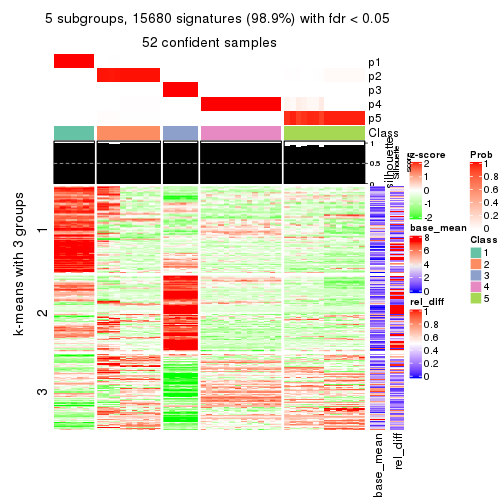 5 subgroups, 15680 signatures (98.9%) with fdr < 0.05
52 confident samples
p1
p2
p3
p4
p5
Class
1
0.5
0
silhouette
Silhouette
score
k-means with 3 groups
1
2
3
base_mean
rel_diff
z-score
2
1
0
-1
-2
base_mean
8
6
4
2
0
rel_diff
1
0.8
0.6
0.4
0.2
0
Prob
1
0.8
0.6
0.4
0.2
0
Class
1
2
3
4
5